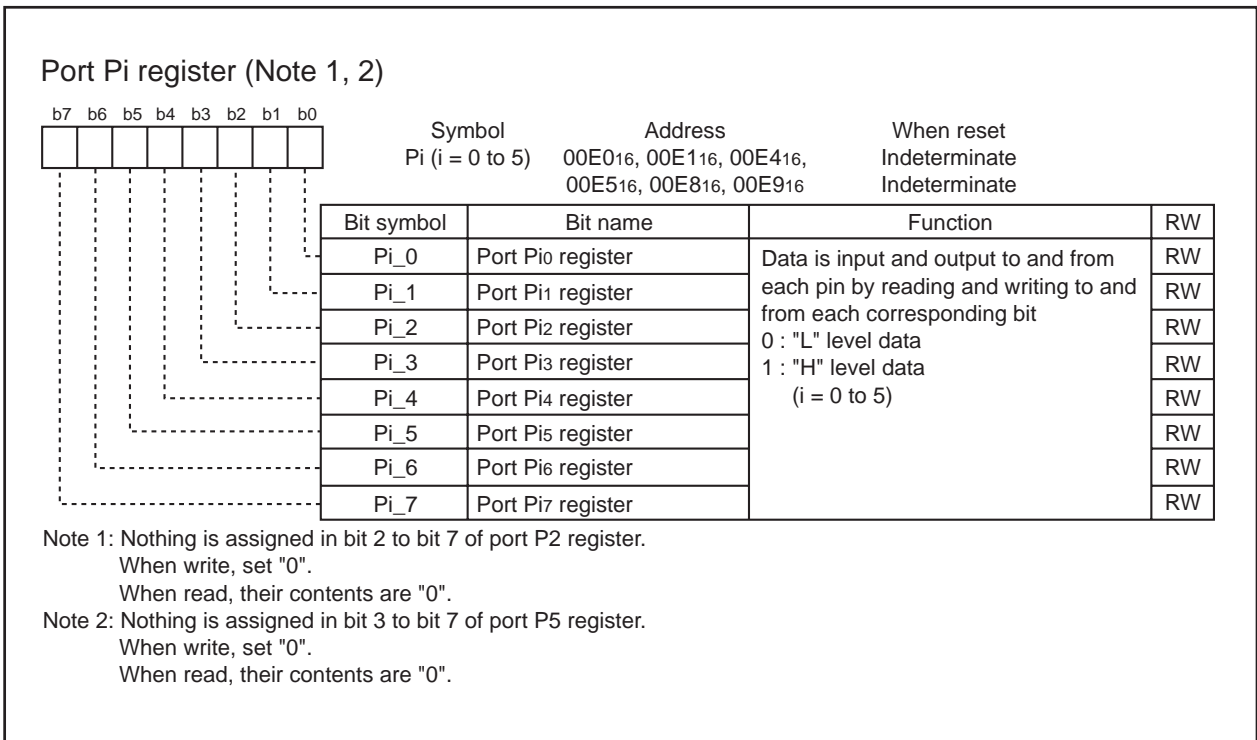 Port Pi register (Note 1, 2)
b7 b6 b5 b4 b3 b2 b1 b0
Symbol Address When reset
Pi (i = 0 to 5) 00E016, 00E116, 00E416, Indeterminate
00E516, 00E816, 00E916 Indeterminate
Bit symbol Bit name Function RW
Pi_0 Port Pi0 register RW
Pi_1 Port Pi1 register RW
Pi_2 Port Pi2 register RW
Pi_3 Port Pi3 register RW
Pi_4 Port Pi4 register RW
Pi_5 Port Pi5 register RW
Pi_6 Port Pi6 register RW
Pi_7 Port Pi7 register RW
Data is input and output to and from
each pin by reading and writing to and
from each corresponding bit
0 : "L" level data
1 : "H" level data
(i = 0 to 5)
Note 1: Nothing is assigned in bit 2 to bit 7 of port P2 register.
When write, set "0".
When read, their contents are "0".
Note 2: Nothing is assigned in bit 3 to bit 7 of port P5 register.
When write, set "0".
When read, their contents are "0".